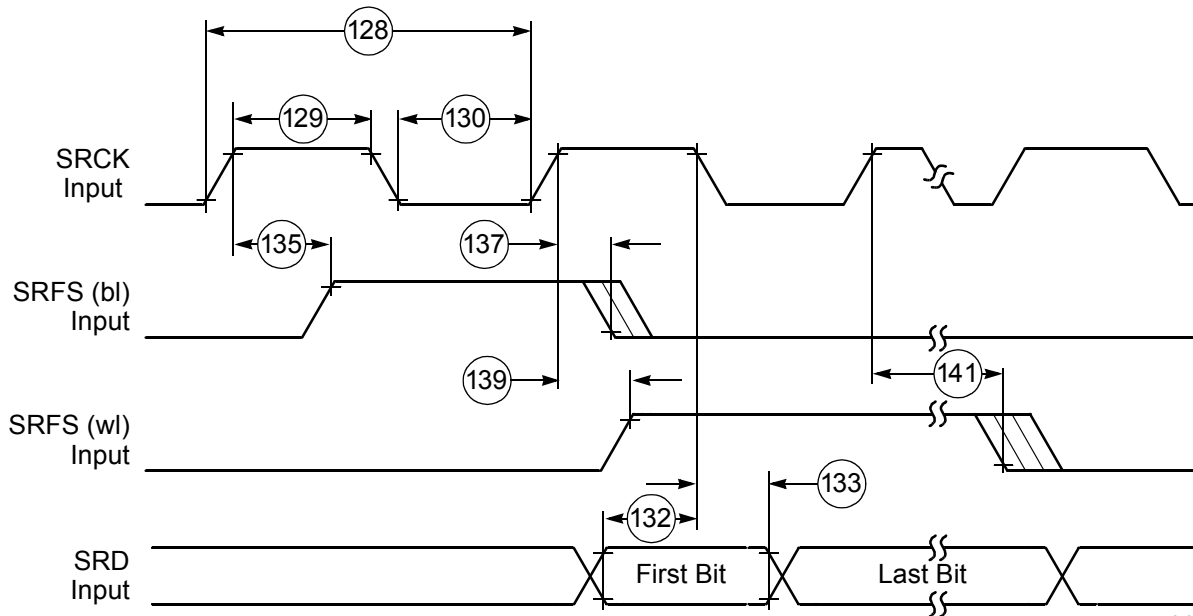 128
129
130
SRCK
Input
135
137
SRFS (bl)
Input
139
141
SRFS (wl)
Input
133
132
SRD
Input
First Bit
Last Bit